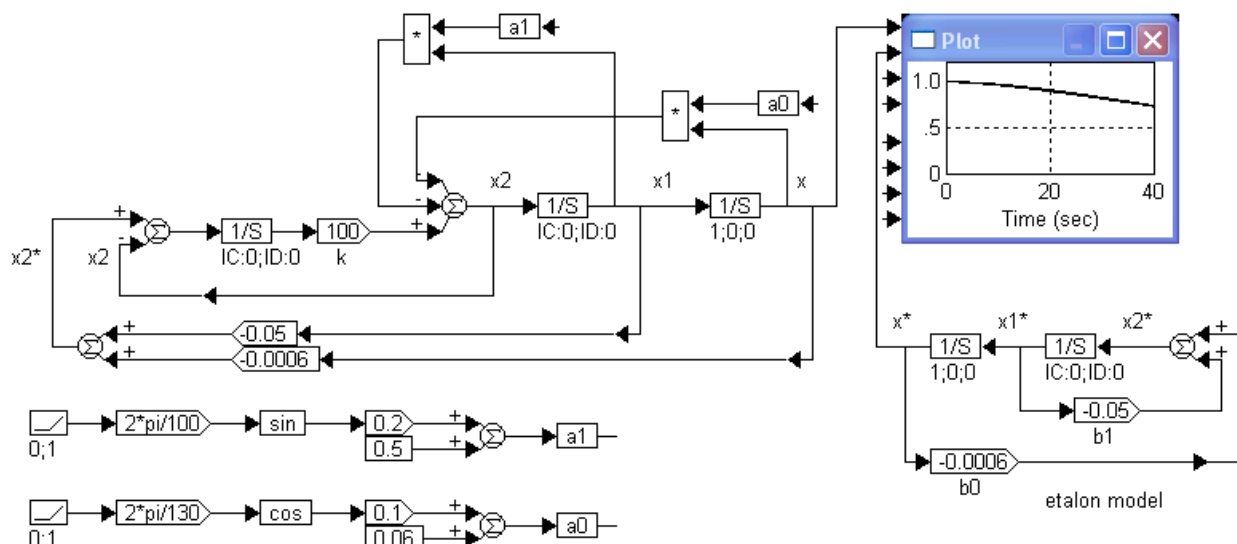 a1
*
Plot
1.0
.5
0
0
20
40
Time (sec)
a0
*
-
x2
x1
x
-
Σ
1/S
1/S
+
IC:0;ID:0
1;0;0
+
Σ
1/S
100
-
IC:0;ID:0
k
x2*
x2
+
-0.05
Σ
+
-0.0006
x*
x1*
x2*
+
1/S
1/S
Σ
+
1;0;0
IC:0;ID:0
-0.05
b1
-0.0006
b0
etalon model
2*pi/100
sin
0.2
+
Σ
a1
0;1
0.5
+
2*pi/130
cos
0.1
+
Σ
a0
0:1
0.06
+